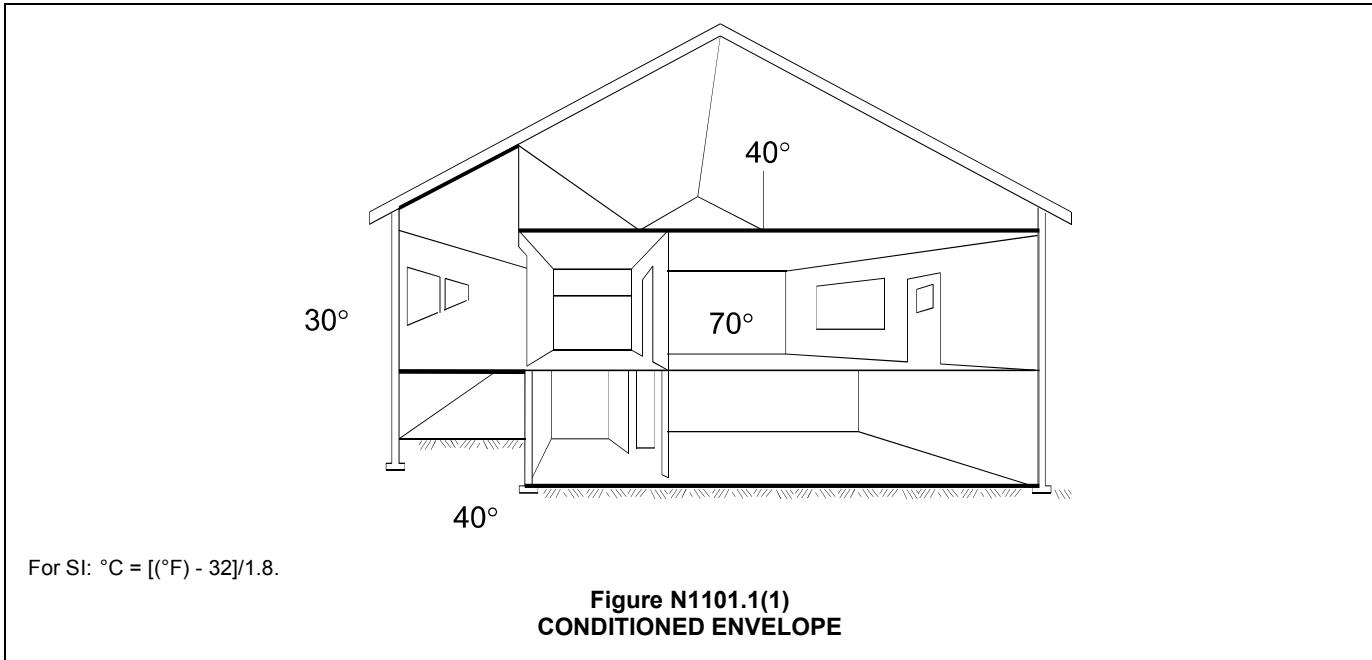 40°
30°
70°
40°
For SI: °C = [(°F) - 32]/1.8.
Figure N1101.1(1)
CONDITIONED ENVELOPE